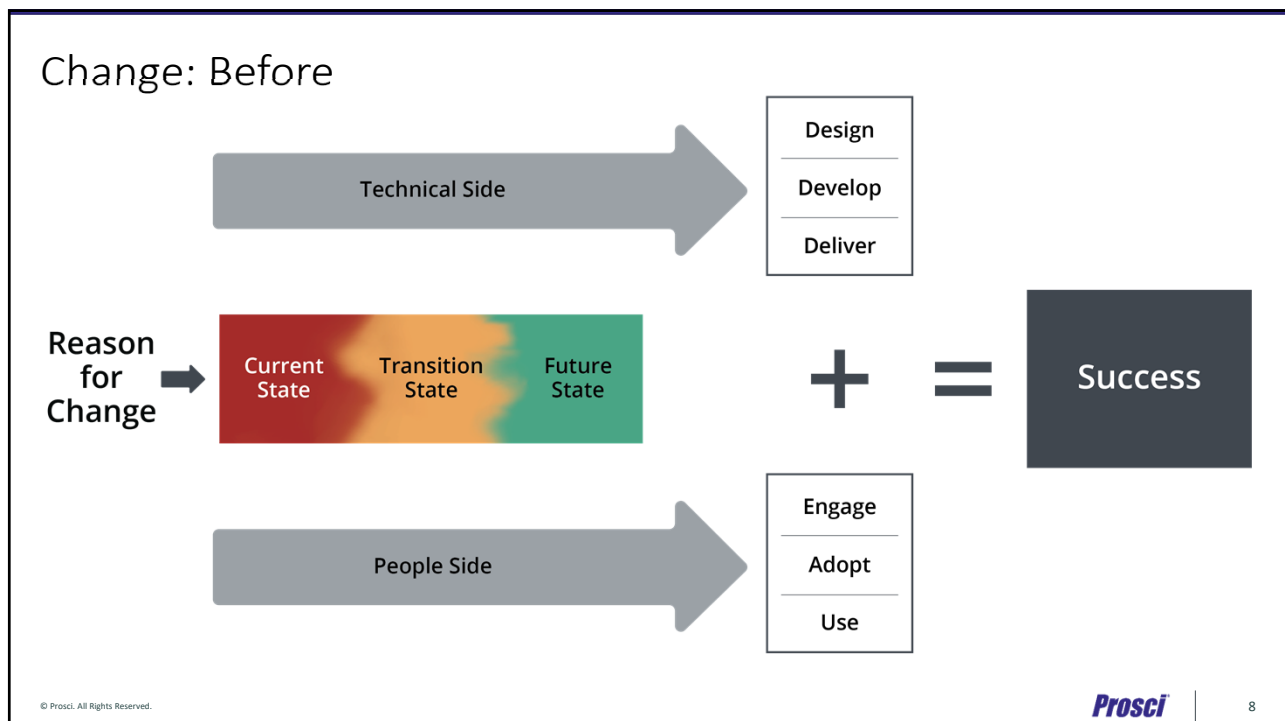 Change: Before
Technical Side
Design
Develop
Deliver
Reason
for
Change
Current
State
Transition
State
Future
State
+
=
Success
People Side
Engage
Adopt
Use
© Prosci. All Rights Reserved.
Prosci®
8